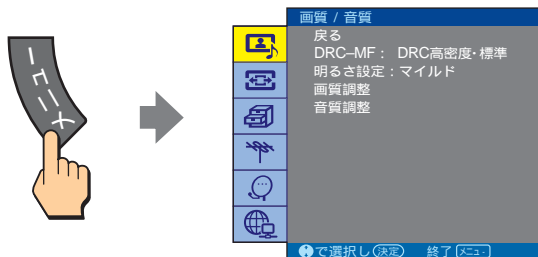 メニュー
画質 / 音質
戻る
DRC–MF： DRC高密度･標準
明るさ設定：マイルド
画質調整
音質調整
で選択し 決定 終了 メニュー